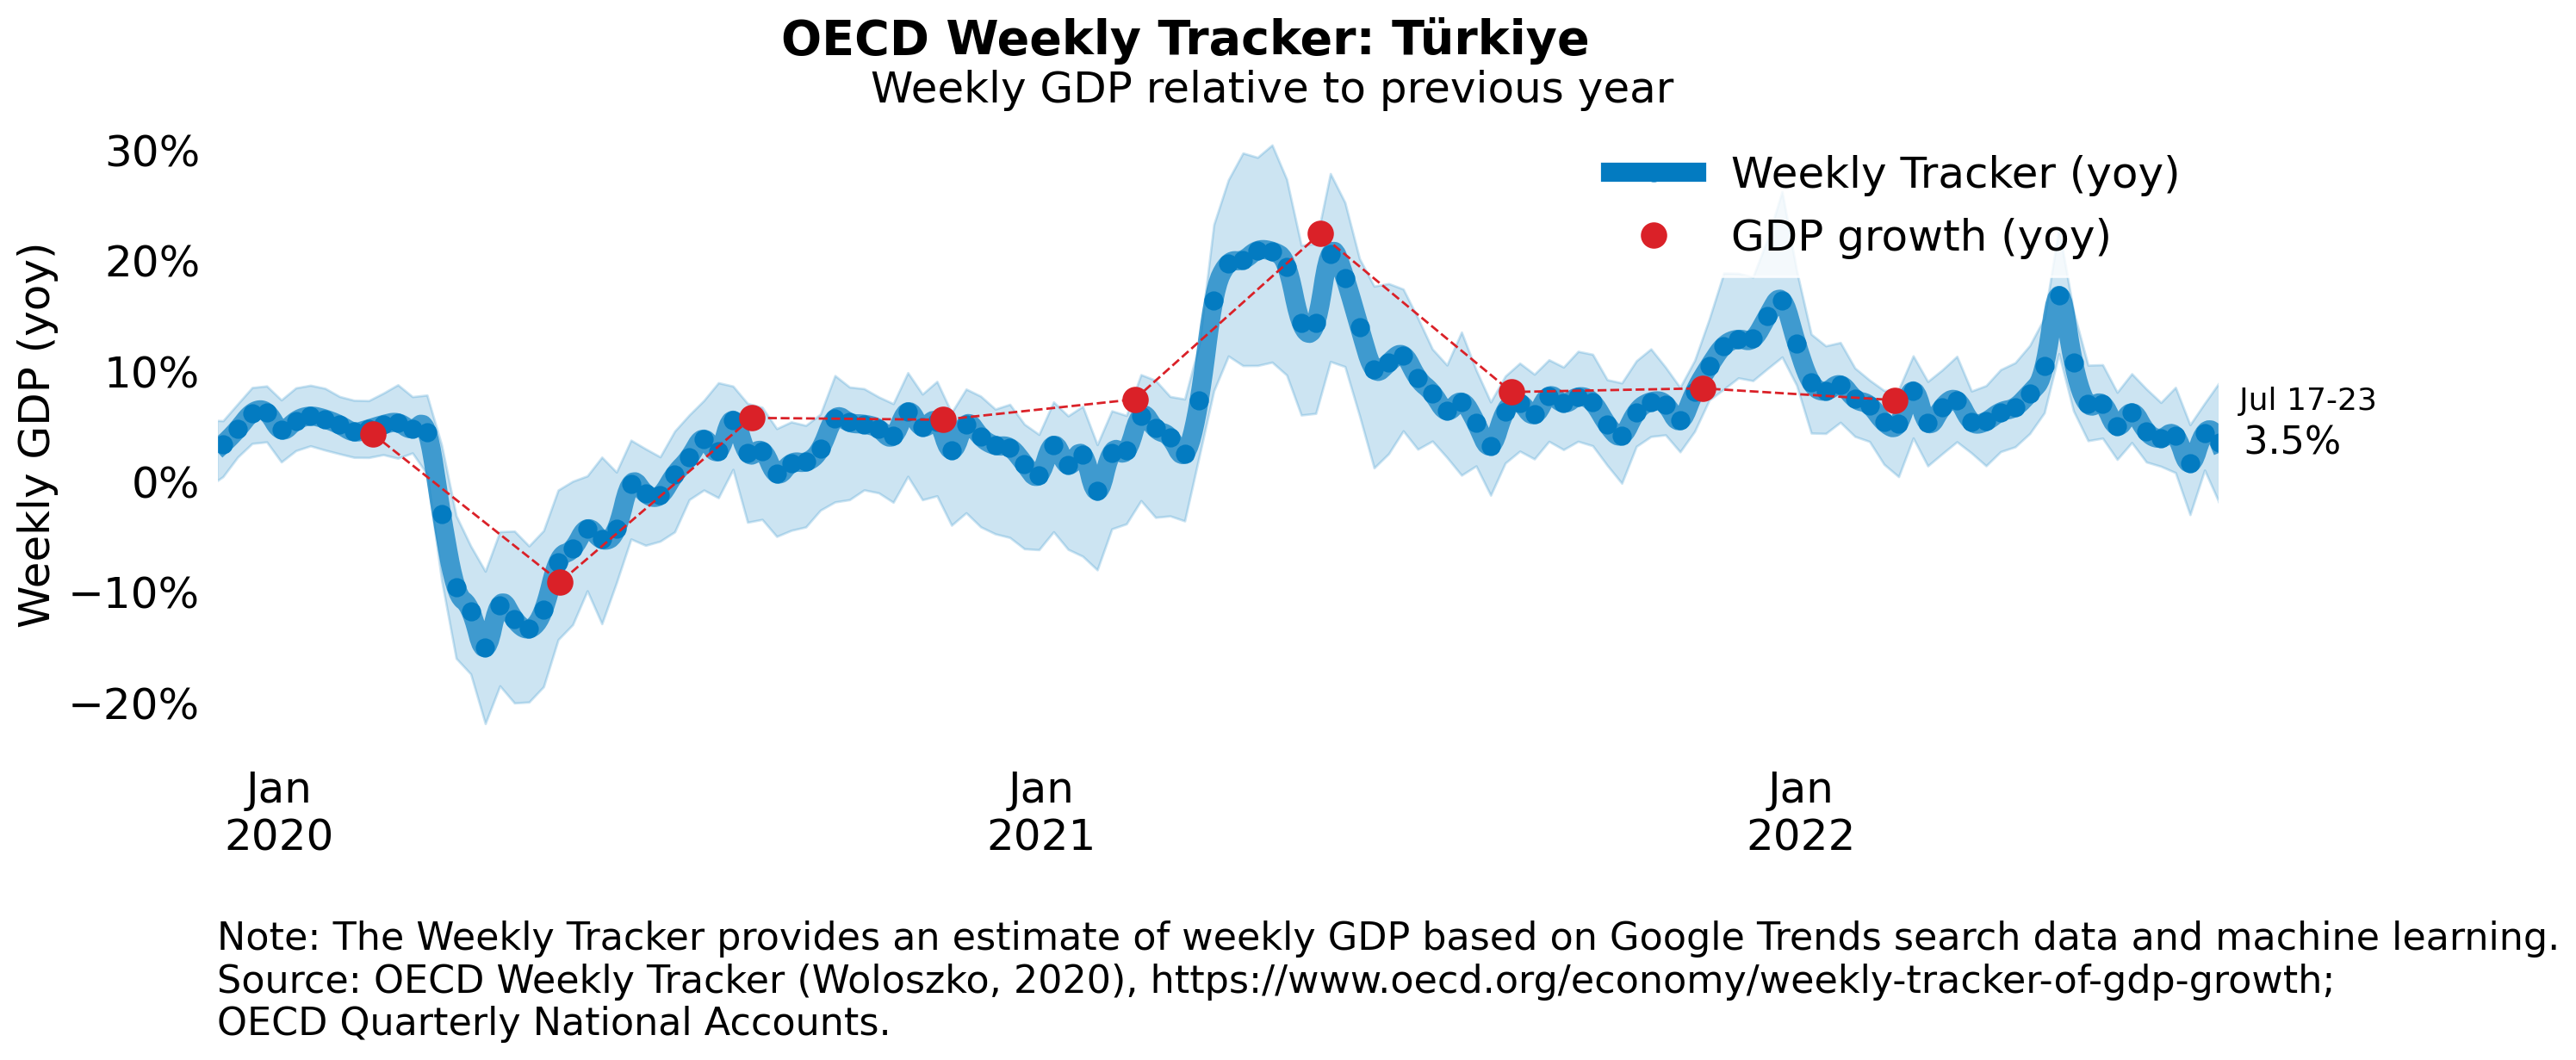 OECD Weekly Tracker: Türkiye
Weekly GDP relative to previous year
Weekly GDP (yoy)
30%
20%
10%
0%
−10%
−20%
Weekly Tracker (yoy)
GDP growth (yoy)
Jul 17-23
3.5%
Jan
2020
Jan
2021
Jan
2022
Note: The Weekly Tracker provides an estimate of weekly GDP based on Google Trends search data and machine learning.
Source: OECD Weekly Tracker (Woloszko, 2020), https://www.oecd.org/economy/weekly-tracker-of-gdp-growth;
OECD Quarterly National Accounts.